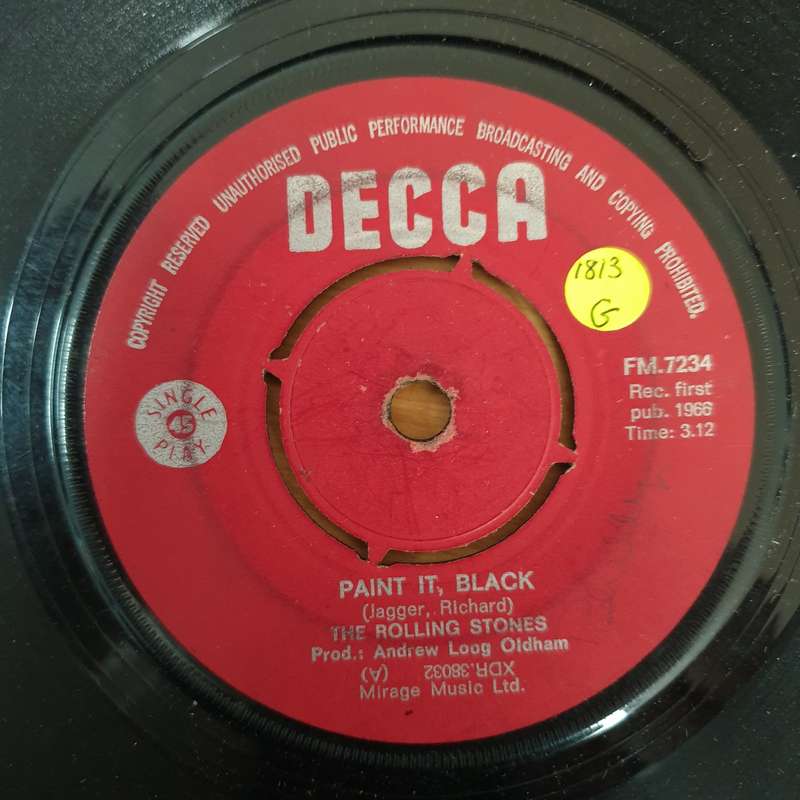 COPYRIGHT RESERVED UNAUTHORISED PUBLIC PERFORMANCE BROADCASTING AND COPYING PROHIBITED.
DECCA
1813
G
FM.7234
Rec. first
pub. 1966
Time: 3.12
SINGLE
45
PLAY
PAINT IT, BLACK
(Jagger, Richard)
THE ROLLING STONES
Prod.: Andrew Loog Oldham
XDR.38032 (A)
Mirage Music Ltd.